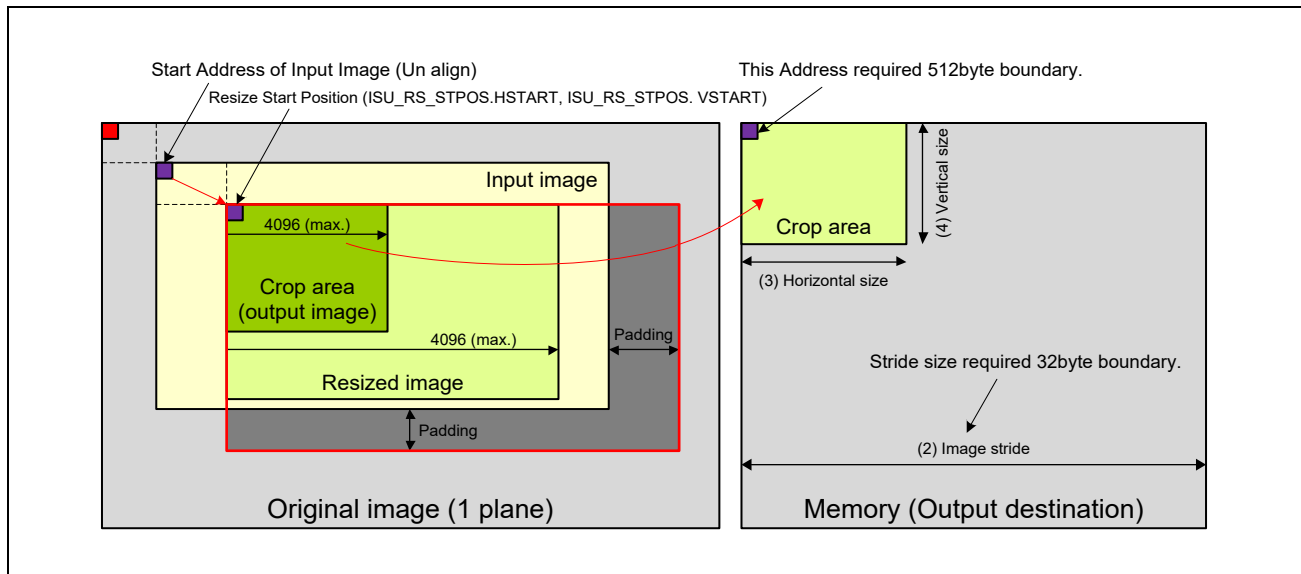 Start Address of Input Image (Un align)
Resize Start Position (ISU_RS_STPOS.HSTART, ISU_RS_STPOS. VSTART)
Input image
4096 (max.)
Crop area
(output image)
4096 (max.)
Padding
Resized image
Padding
Original image (1 plane)
This Address required 512byte boundary.
(4) Vertical size
Crop area
(3) Horizontal size
Stride size required 32byte boundary.
(2) Image stride
Memory (Output destination)